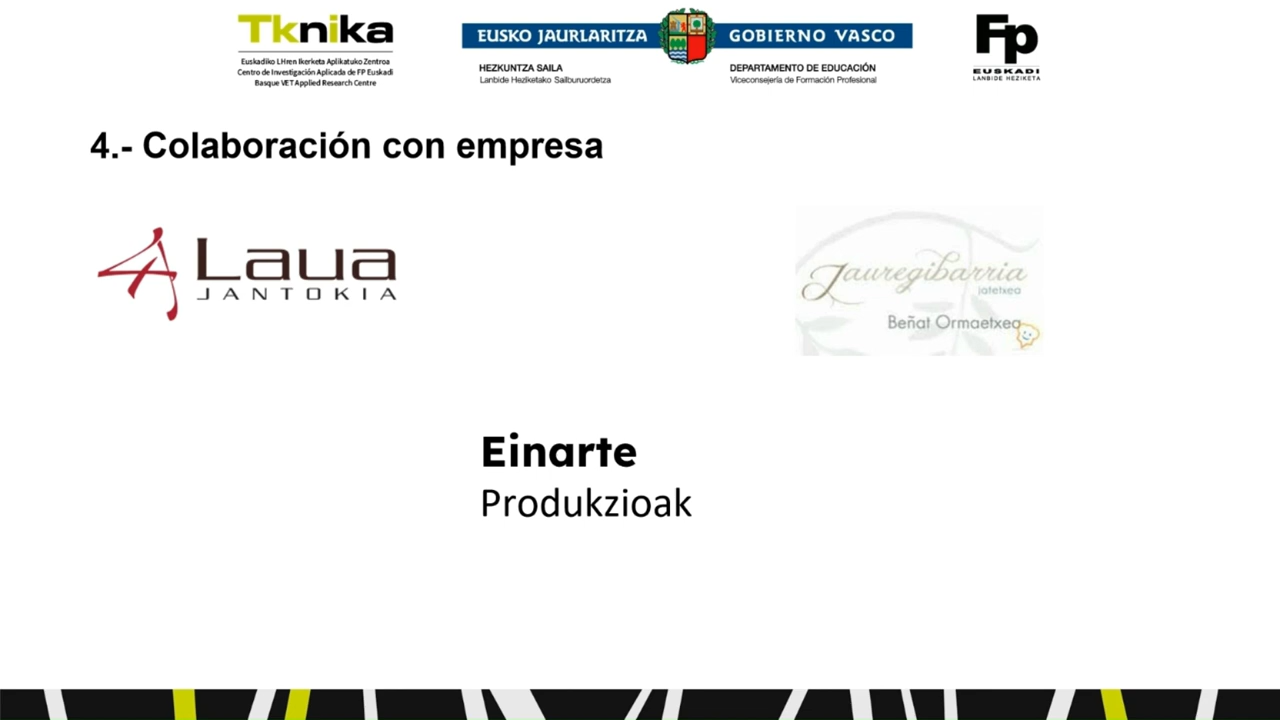 Tknika
Euskadiko LHren Ikerketa Aplikatuko Zentroa
Centro de Investigación Aplicada de FP Euskadi
Basque VET Applied Research Centre
EUSKO JAURLARITZA
GOBIERNO VASCO
HEZKUNTZA SAILA
Lanbide Heziketako Sailburuordetza
DEPARTAMENTO DE EDUCACIÓN
Viceconsejería de Formación Profesional
Fp
EUSKADI
LANBIDE HEZIKETA
4.- Colaboración con empresa
Laua
JANTOKIA
Jauregibarria
jatetxea
Beñat Ormaetxea
Einarte
Produkzioak